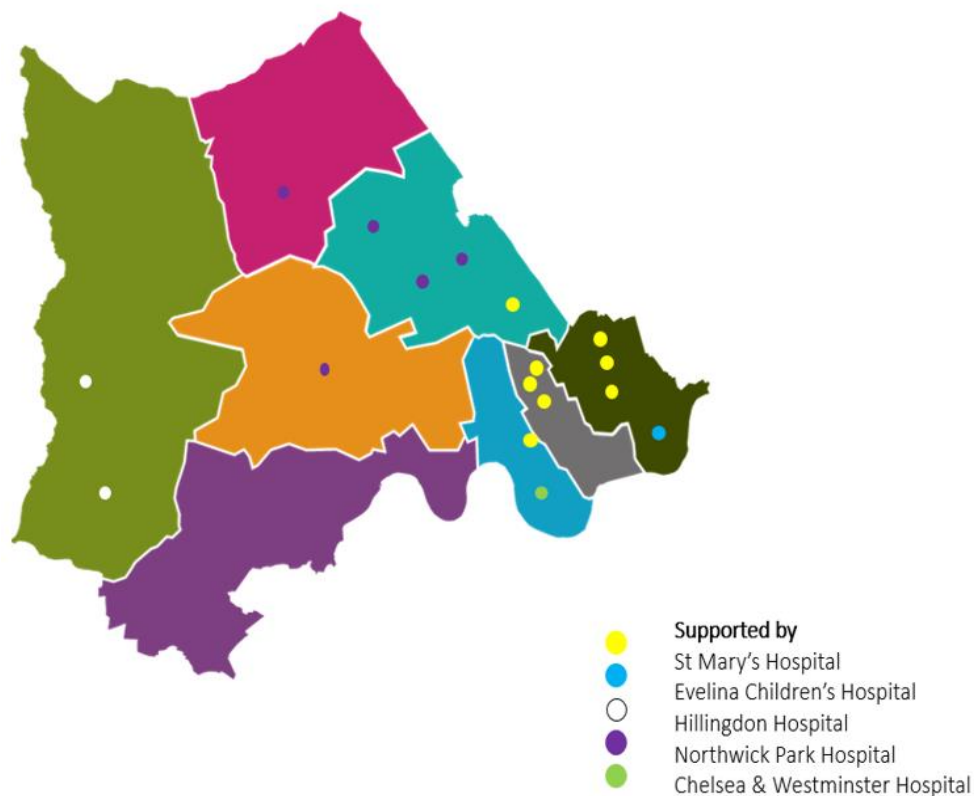 Supported by
St Mary's Hospital
Evelina Children's Hospital
Hillingdon Hospital
Northwick Park Hospital
Chelsea & Westminster Hospital